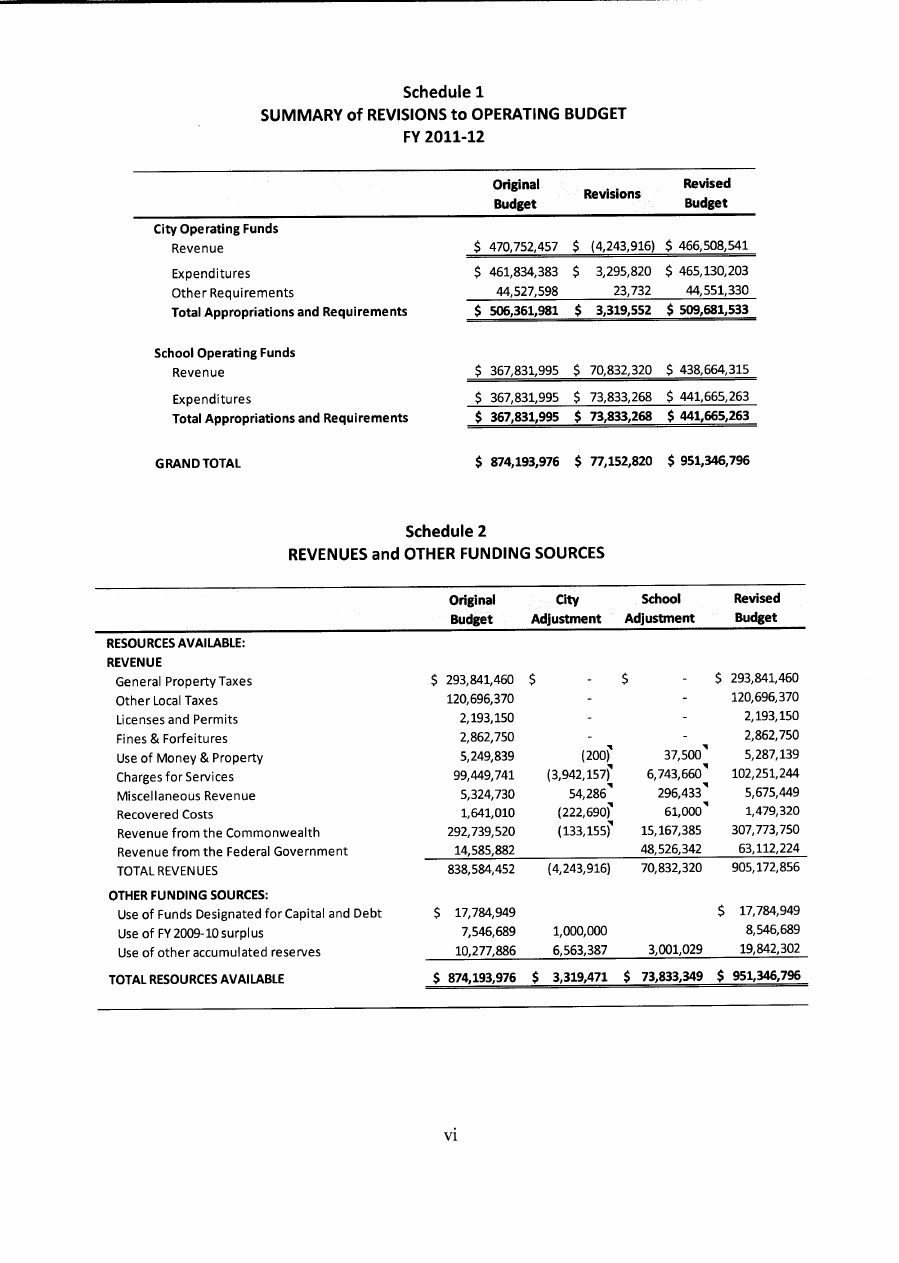 Schedule 1
SUMMARY of REVISIONS to OPERATING BUDGET
FY 2011-12
Original Budget Revisions Revised Budget
City Operating Funds
Revenue $ 470,752,457 $ (4,243,916) $ 466,508,541
Expenditures $ 461,834,383 $ 3,295,820 $ 465,130,203
Other Requirements 44,527,598 23,732 44,551,330
Total Appropriations and Requirements $ 506,361,981 $ 3,319,552 $ 509,681,533
School Operating Funds
Revenue $ 367,831,995 $ 70,832,320 $ 438,664,315
Expenditures $ 367,831,995 $ 73,833,268 $ 441,665,263
Total Appropriations and Requirements $ 367,831,995 $ 73,833,268 $ 441,665,263
GRAND TOTAL $ 874,193,976 $ 77,152,820 $ 951,346,796
Schedule 2
REVENUES and OTHER FUNDING SOURCES
Original Budget City Adjustment School Adjustment Revised Budget
RESOURCES AVAILABLE:
REVENUE
General Property Taxes $ 293,841,460 $ - $ - $ 293,841,460
Other Local Taxes 120,696,370 - - 120,696,370
Licenses and Permits 2,193,150 - - 2,193,150
Fines & Forfeitures 2,862,750 - - 2,862,750
Use of Money & Property 5,249,839 (200) 37,500 5,287,139
Charges for Services 99,449,741 (3,942,157) 6,743,660 102,251,244
Miscellaneous Revenue 5,324,730 54,286 296,433 5,675,449
Recovered Costs 1,641,010 (222,690) 61,000 1,479,320
Revenue from the Commonwealth 292,739,520 (133,155) 15,167,385 307,773,750
Revenue from the Federal Government 14,585,882 48,526,342 63,112,224
TOTAL REVENUES 838,584,452 (4,243,916) 70,832,320 905,172,856
OTHER FUNDING SOURCES:
Use of Funds Designated for Capital and Debt $ 17,784,949 $ 17,784,949
Use of FY 2009-10 surplus 7,546,689 1,000,000 8,546,689
Use of other accumulated reserves 10,277,886 6,563,387 3,001,029 19,842,302
TOTAL RESOURCES AVAILABLE $ 874,193,976 $ 3,319,471 $ 73,833,349 $ 951,346,796
vi